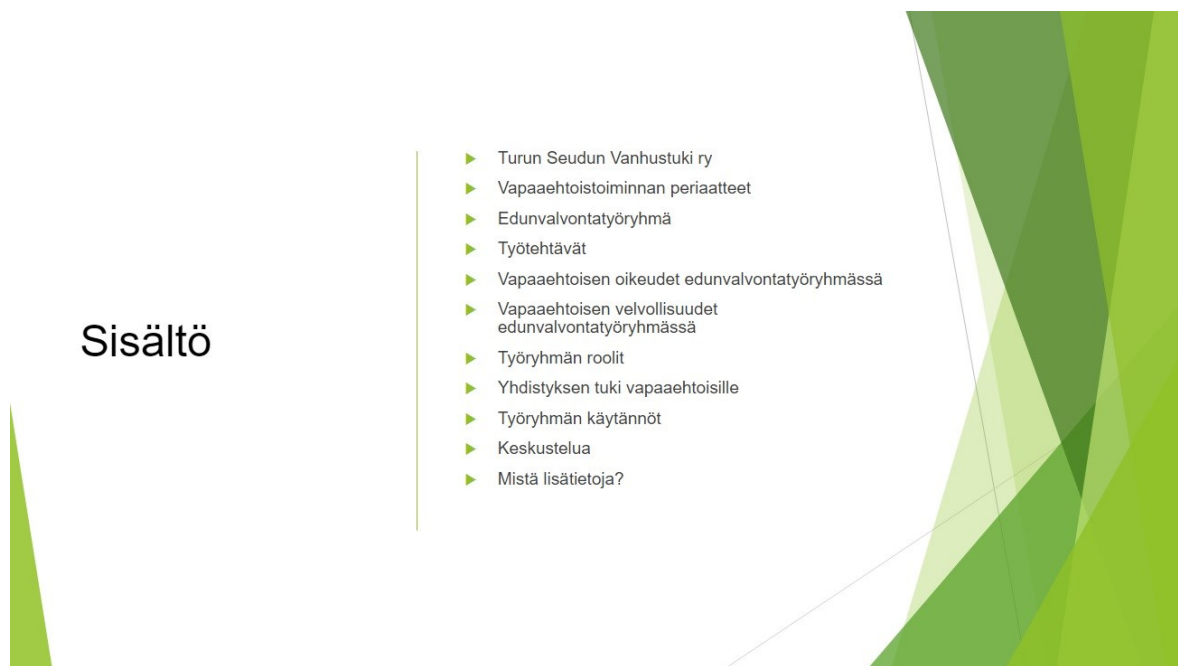 Sisältö
Turun Seudun Vanhustuki ry
Vapaaehtoistoiminnan periaatteet
Edunvalvontatyöryhmä
Työtehtävät
Vapaaehtoisen oikeudet edunvalvontatyöryhmässä
Vapaaehtoisen velvollisuudet
edunvalvontatyöryhmässä
Työryhmän roolit
Yhdistyksen tuki vapaaehtoisille
Työryhmän käytännöt
Keskustelua
Mistä lisätietoja?